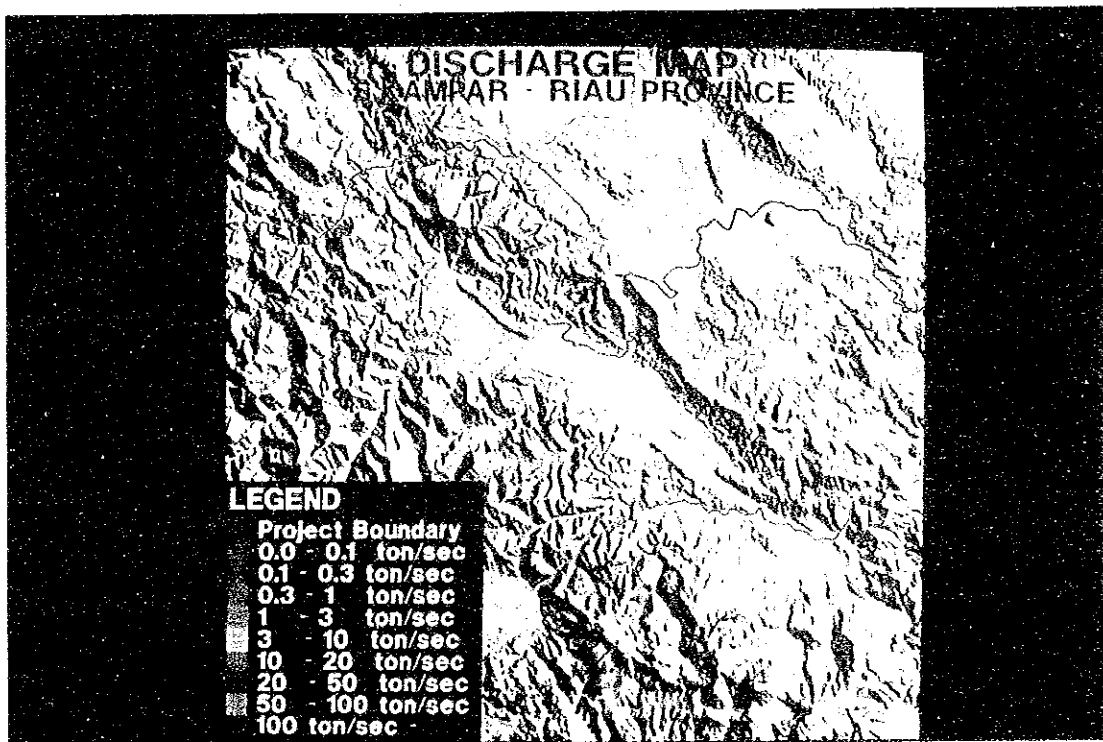 DISCHARGE MAP
S. KAMPAR - RIAU PROVINCE
LEGEND
Project Boundary
0.0 - 0.1 ton/sec
0.1 - 0.3 ton/sec
0.3 - 1 ton/sec
1 - 3 ton/sec
3 - 10 ton/sec
10 - 20 ton/sec
20 - 50 ton/sec
50 - 100 ton/sec
100 ton/sec -